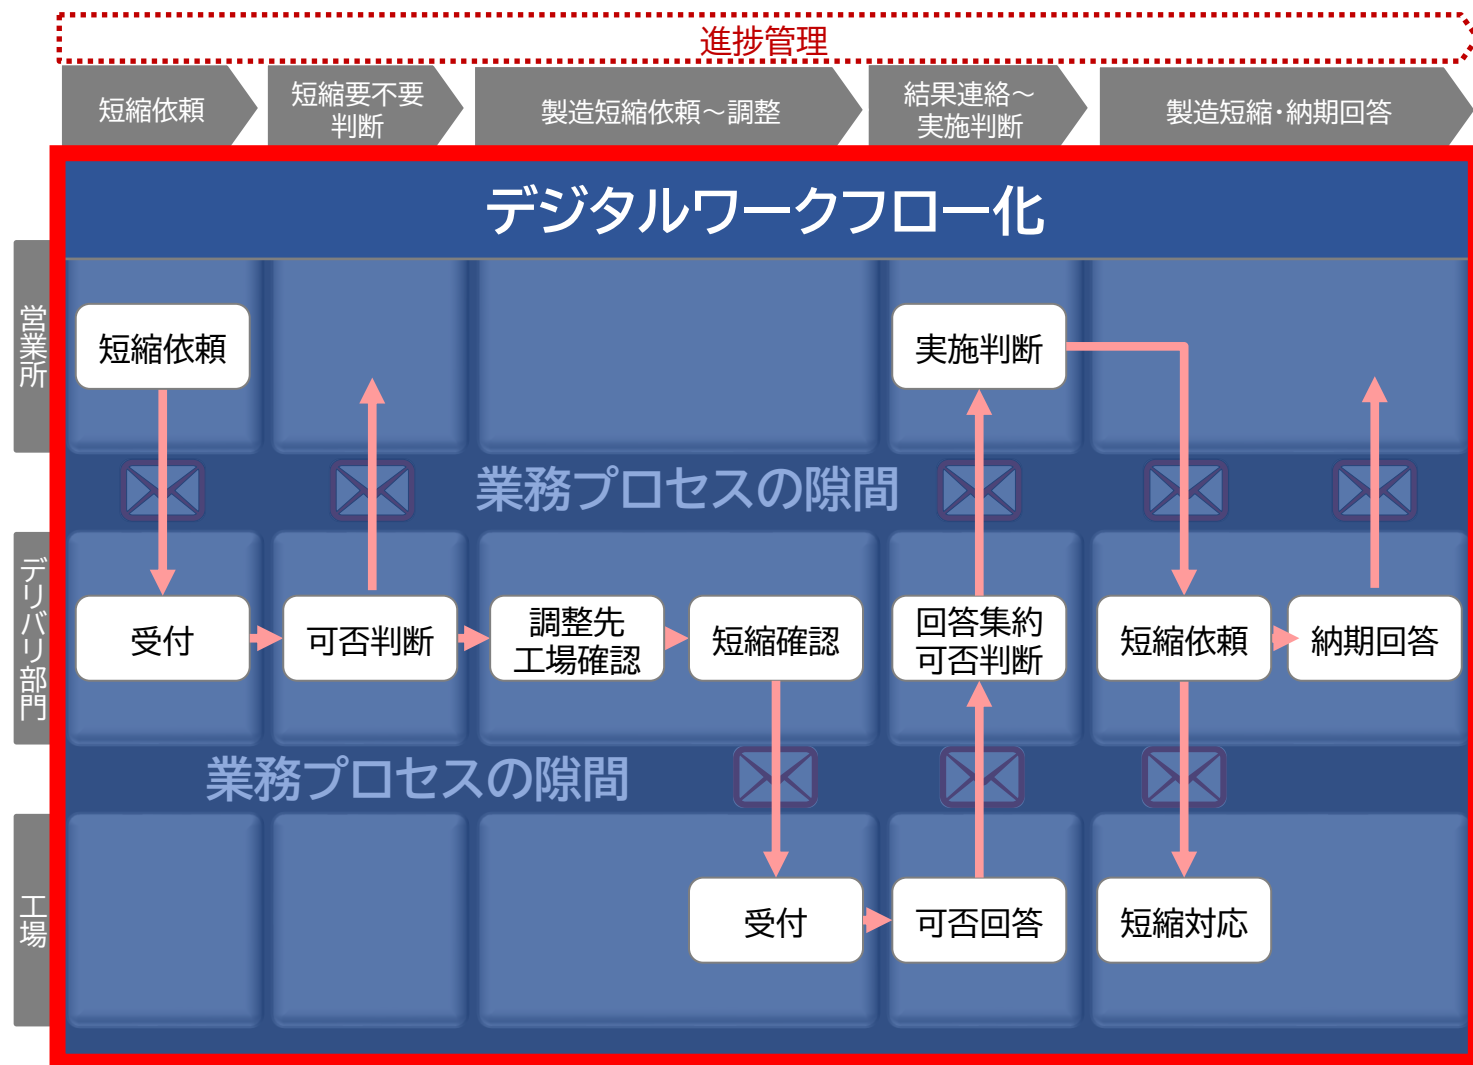 進捗管理
短縮依頼
短縮要不要
判断
製造短縮依頼～調整
結果連絡～
実施判断
製造短縮・納期回答
デジタルワークフロー化
営業所
短縮依頼
実施判断
業務プロセスの隙間
デリバリ部門
受付
可否判断
調整先
工場確認
短縮確認
回答集約
可否判断
短縮依頼
納期回答
業務プロセスの隙間
工場
受付
可否回答
短縮対応